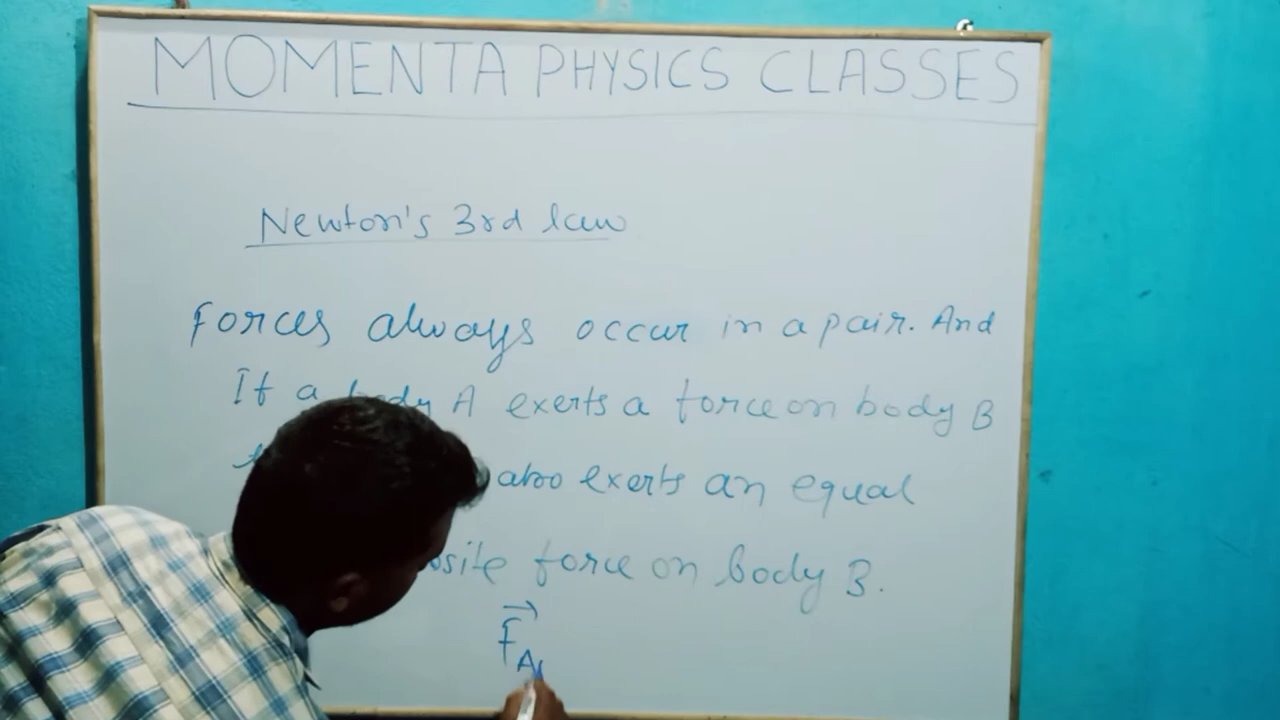 MOMENTA PHYSICS CLASSES
Newton's 3rd law
Forces always occur in a pair. And
If a body A exerts a force on body B
also exerts an equal
force on body B.
F⃗A